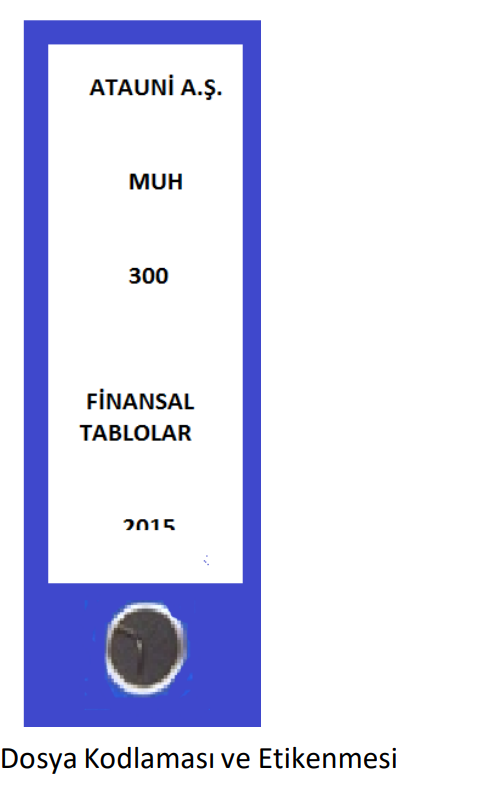 ATAUNİ A.Ş.
MUH
300
FİNANSAL
TABLOLAR
2015
Dosya Kodlaması ve Etikenmesi